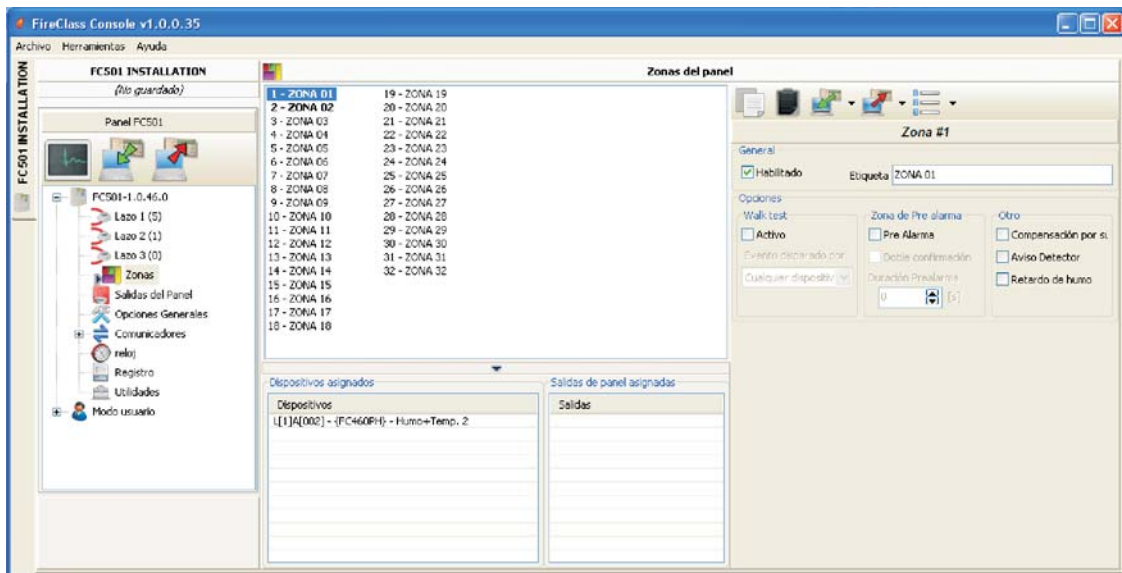 FireClass Console v1.0.0.35
Archivo Herramientas Ayuda
FC501 INSTALLATION
FC501 INSTALLATION
(No guardado)
Panel FC501
FC501-1.0.46.0
Lazo 1 (5)
Lazo 2 (1)
Lazo 3 (0)
Zonas
Salidas del Panel
Opciones Generales
Comunicadores
reloj
Registro
Utilidades
Modo usuario
Zonas del panel
1 - ZONA 01
2 - ZONA 02
3 - ZONA 03
4 - ZONA 04
5 - ZONA 05
6 - ZONA 06
7 - ZONA 07
8 - ZONA 08
9 - ZONA 09
10 - ZONA 10
11 - ZONA 11
12 - ZONA 12
13 - ZONA 13
14 - ZONA 14
15 - ZONA 15
16 - ZONA 16
17 - ZONA 17
18 - ZONA 18
19 - ZONA 19
20 - ZONA 20
21 - ZONA 21
22 - ZONA 22
23 - ZONA 23
24 - ZONA 24
25 - ZONA 25
26 - ZONA 26
27 - ZONA 27
28 - ZONA 28
29 - ZONA 29
30 - ZONA 30
31 - ZONA 31
32 - ZONA 32
Dispositivos asignados
Dispositivos
L[1]A[002] - {FC460PH} - Humo+Temp. 2
Salidas de panel asignadas
Salidas
Zona #1
General
Habilitado
Etiqueta ZONA 01
Opciones
Walk test
Activo
Evento disparado por
Cualquier dispositiv
Zona de Pre alarma
Pre Alarma
Doble confirmación
Duración Prealarma
0 [s]
Otro
Compensación por su
Aviso Detector
Retardo de humo